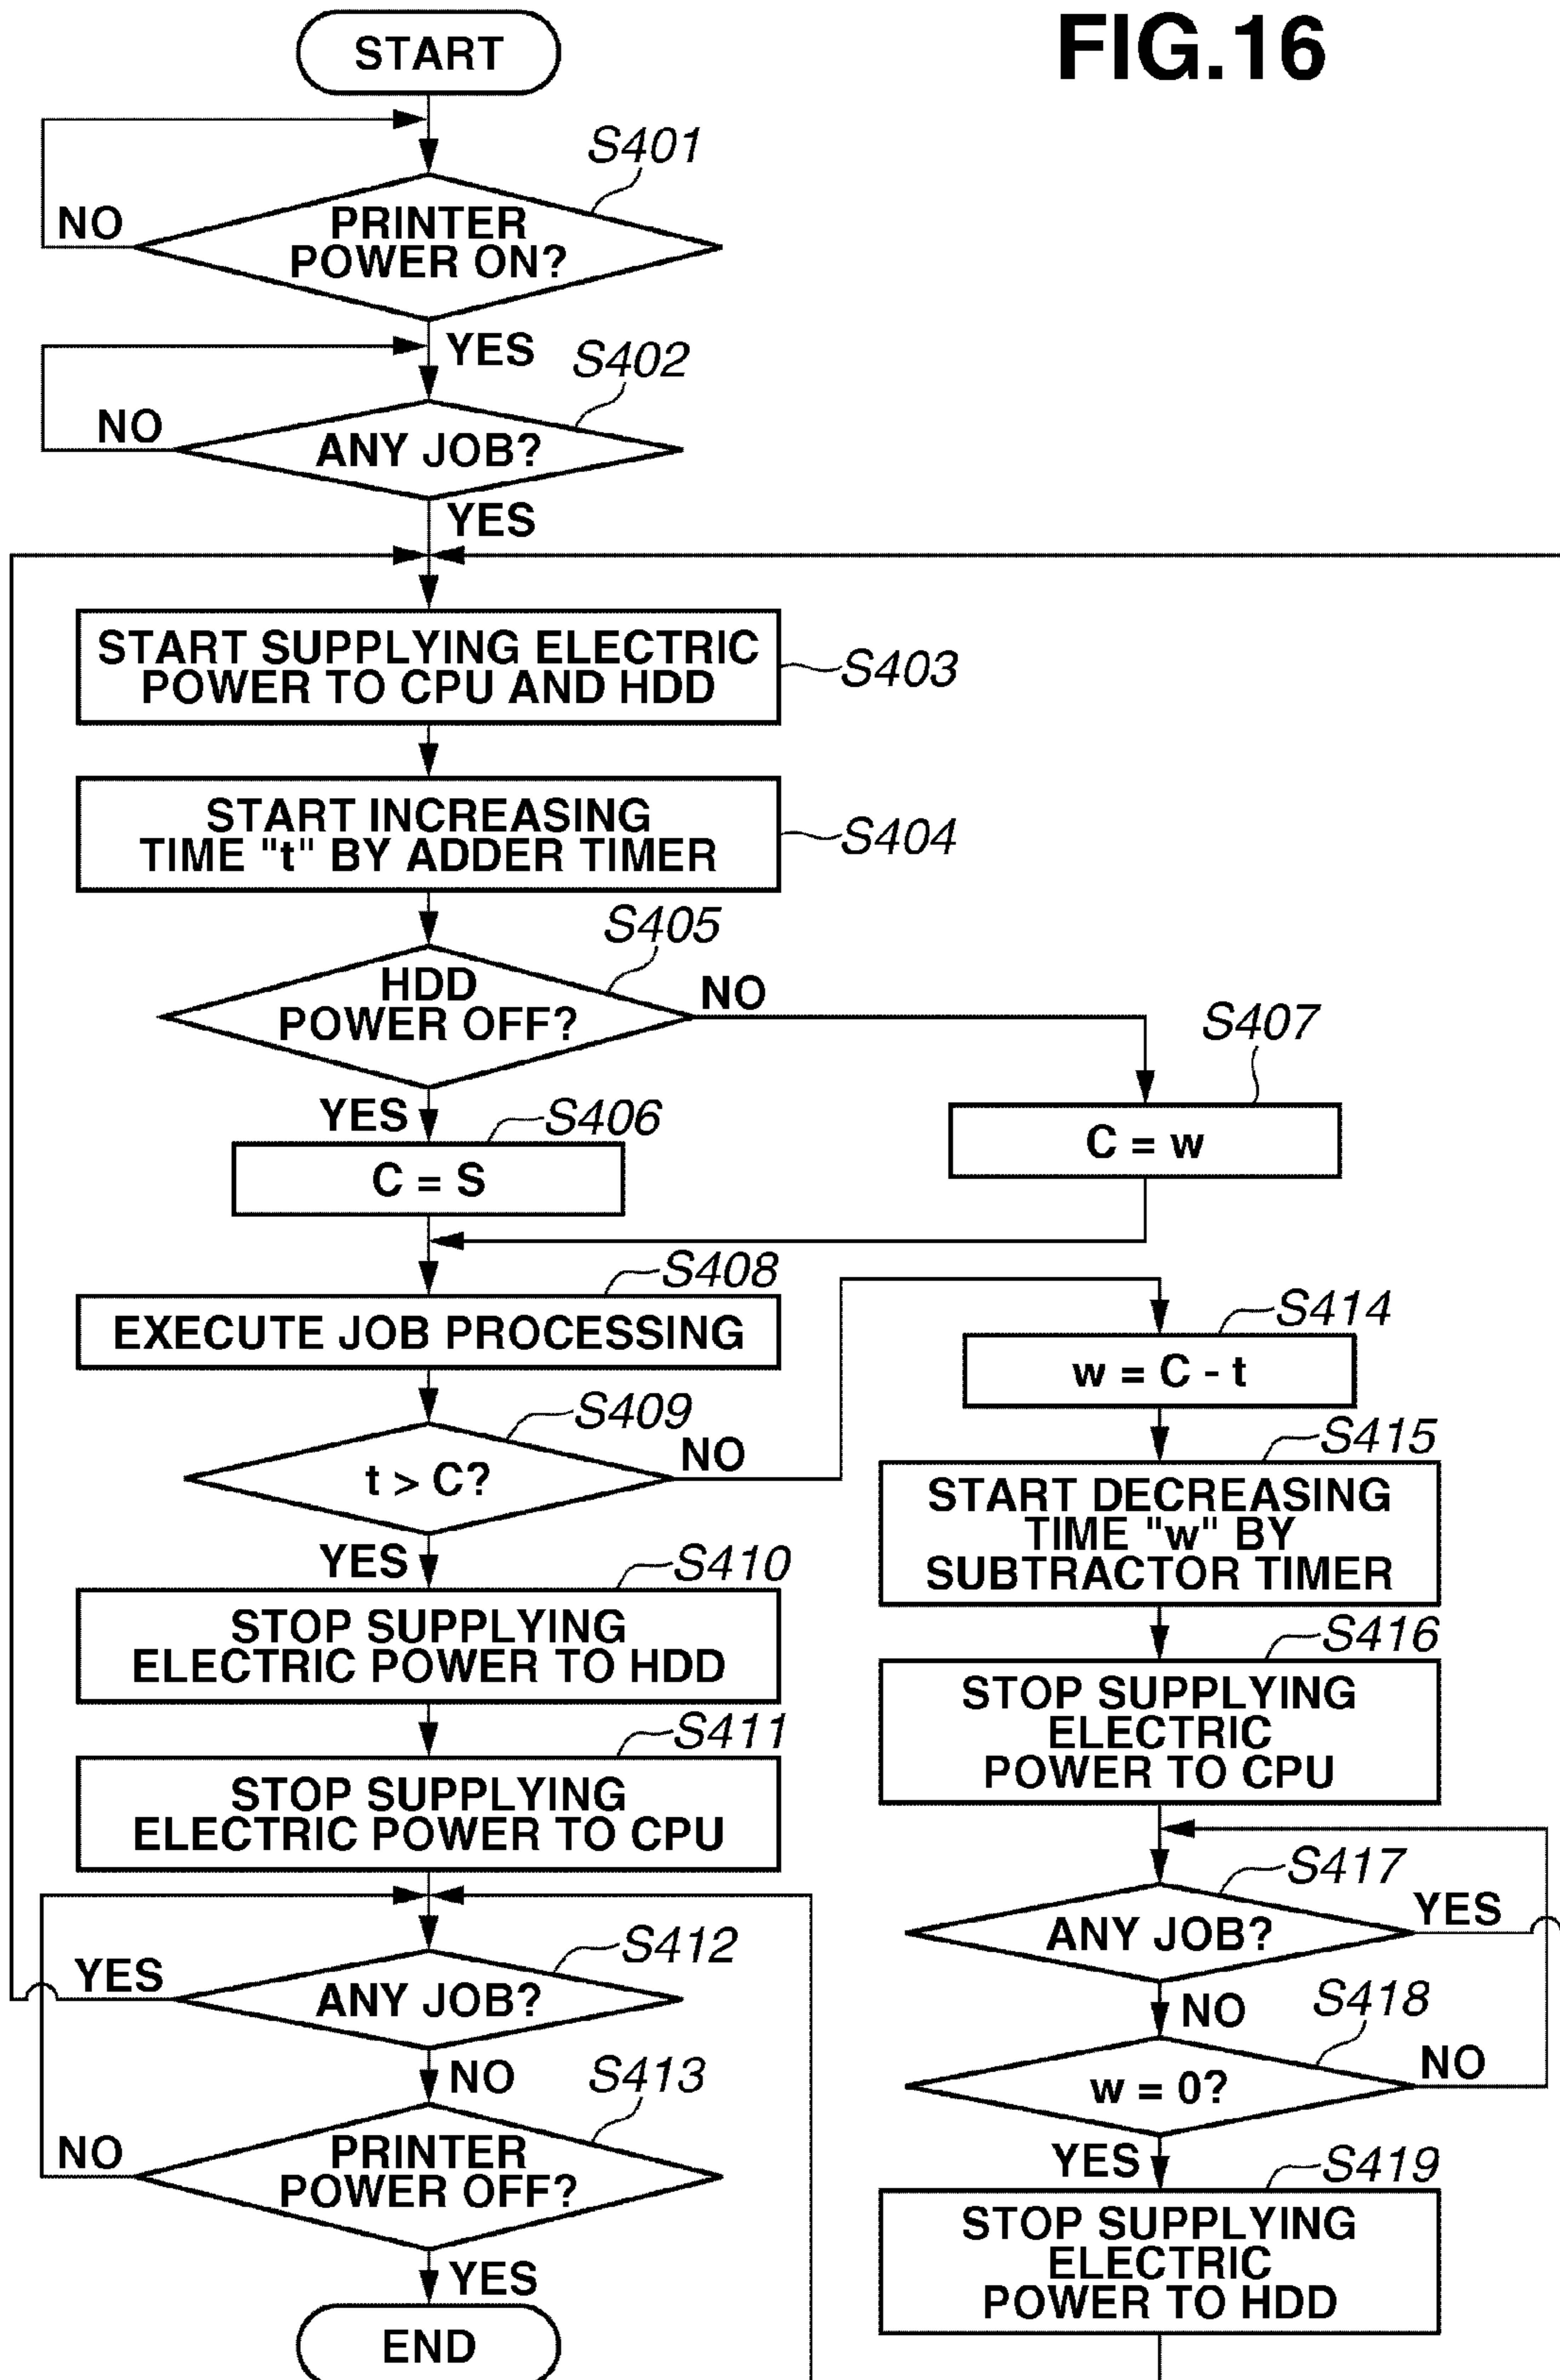 FIG.16
START
S401
PRINTER
POWER ON?
NO
YES
S402
ANY JOB?
NO
YES
START SUPPLYING ELECTRIC
POWER TO CPU AND HDD
S403
START INCREASING
TIME "t" BY ADDER TIMER
S404
S405
HDD
POWER OFF?
NO
YES
S406
C = S
S407
C = w
S408
EXECUTE JOB PROCESSING
S409
t > C?
NO
YES
S410
STOP SUPPLYING
ELECTRIC POWER TO HDD
S411
STOP SUPPLYING
ELECTRIC POWER TO CPU
S412
ANY JOB?
YES
NO
S413
PRINTER
POWER OFF?
NO
YES
END
S414
w = C - t
S415
START DECREASING
TIME "w" BY
SUBTRACTOR TIMER
S416
STOP SUPPLYING
ELECTRIC
POWER TO CPU
S417
ANY JOB?
YES
NO
S418
w = 0?
NO
YES
S419
STOP SUPPLYING
ELECTRIC
POWER TO HDD